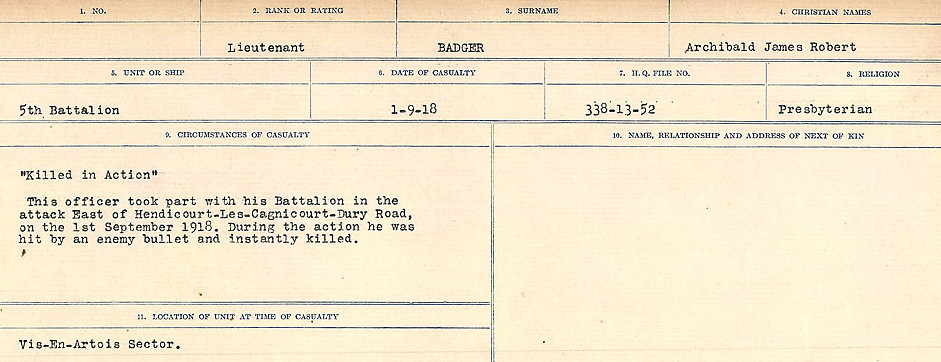 1. NO. 2. RANK OR RATING 3. SURNAME 4. CHRISTIAN NAMES
Lieutenant BADGER Archibald James Robert
5. UNIT OR SHIP 6. DATE OF CASUALTY 7. H.Q. FILE NO. 8. RELIGION
5th Battalion 1-9-18 338-13-52 Presbyterian
9. CIRCUMSTANCES OF CASUALTY 10. NAME, RELATIONSHIP AND ADDRESS OF NEXT OF KIN
"Killed in Action"
This officer took part with his Battalion in the
attack East of Hendicourt-Les-Cagnicourt-Dury Road,
on the 1st September 1918. During the action he was
hit by an enemy bullet and instantly killed.
11. LOCATION OF UNIT AT TIME OF CASUALTY
Vis-En-Artois Sector.